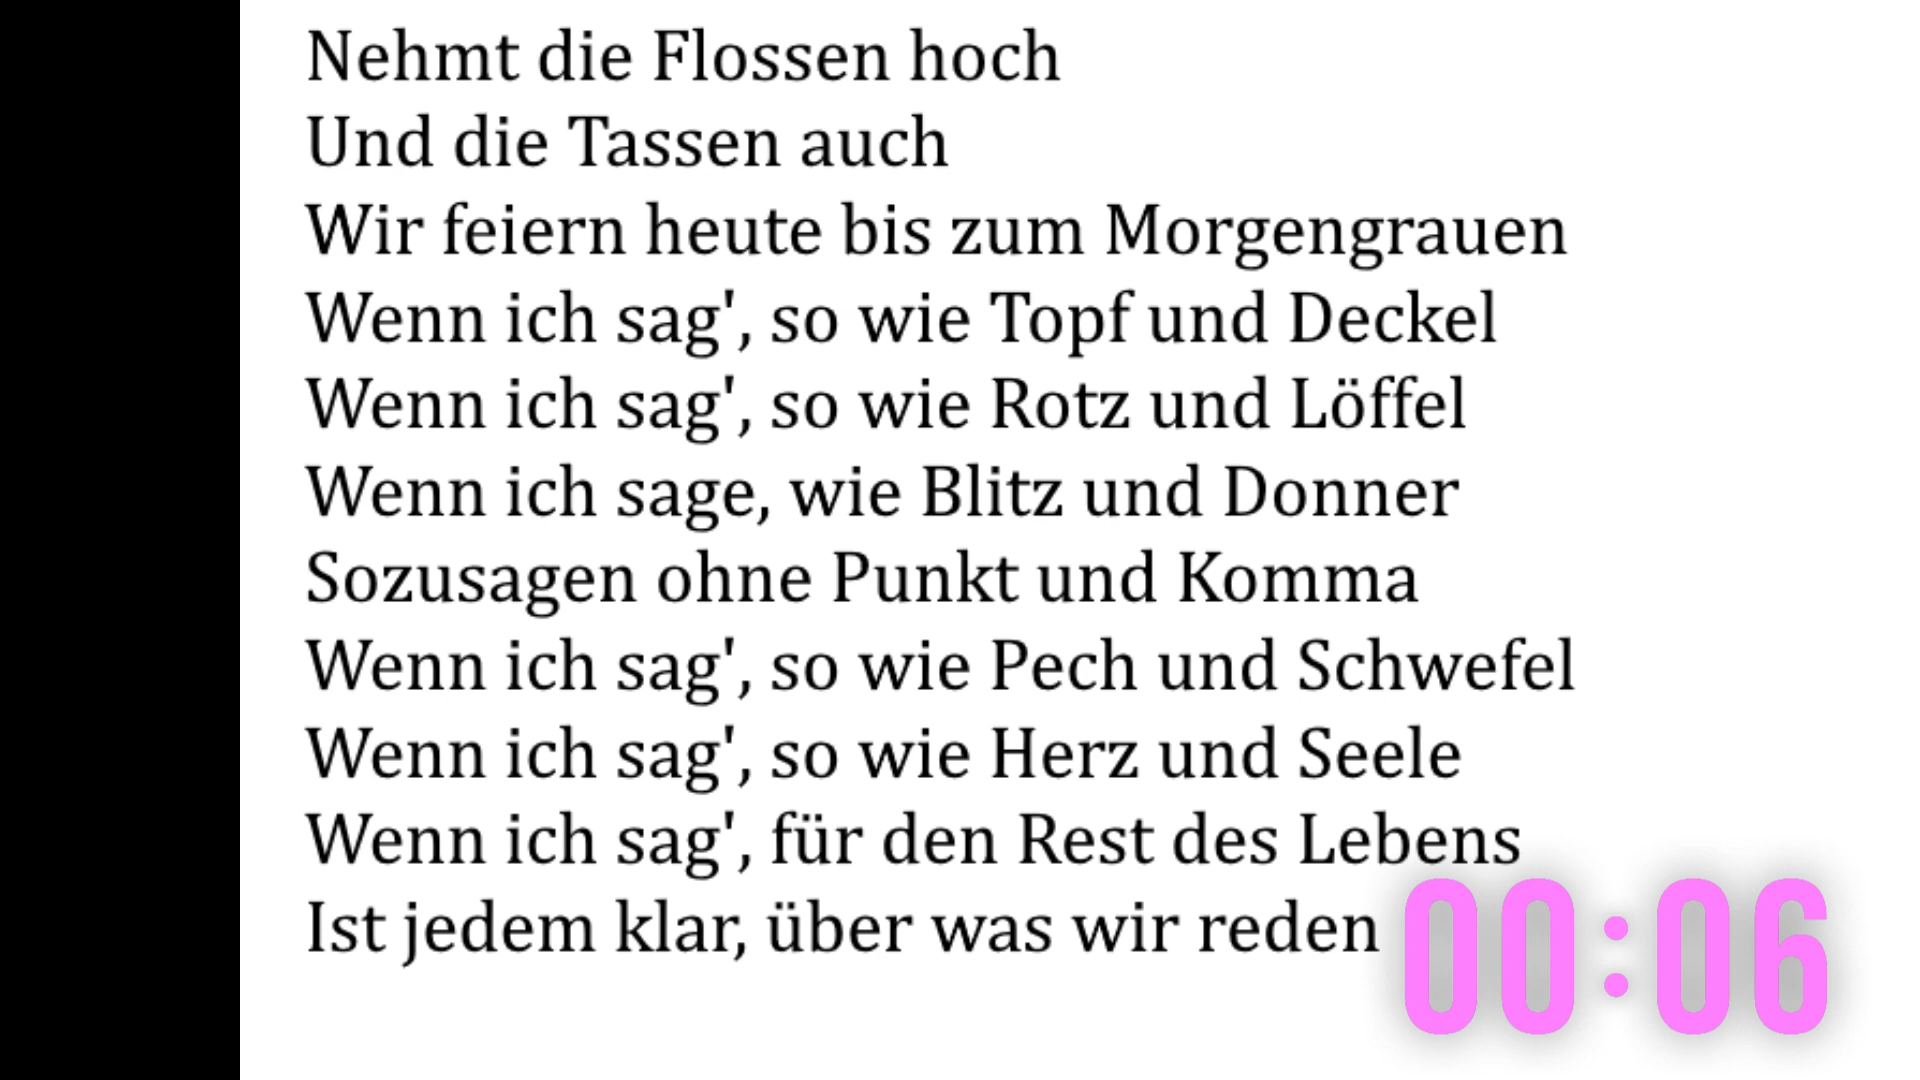 Nehmt die Flossen hoch
Und die Tassen auch
Wir feiern heute bis zum Morgengrauen
Wenn ich sag', so wie Topf und Deckel
Wenn ich sag', so wie Rotz und Löffel
Wenn ich sage, wie Blitz und Donner
Sozusagen ohne Punkt und Komma
Wenn ich sag', so wie Pech und Schwefel
Wenn ich sag', so wie Herz und Seele
Wenn ich sag', für den Rest des Lebens
Ist jedem klar, über was wir reden
00:06